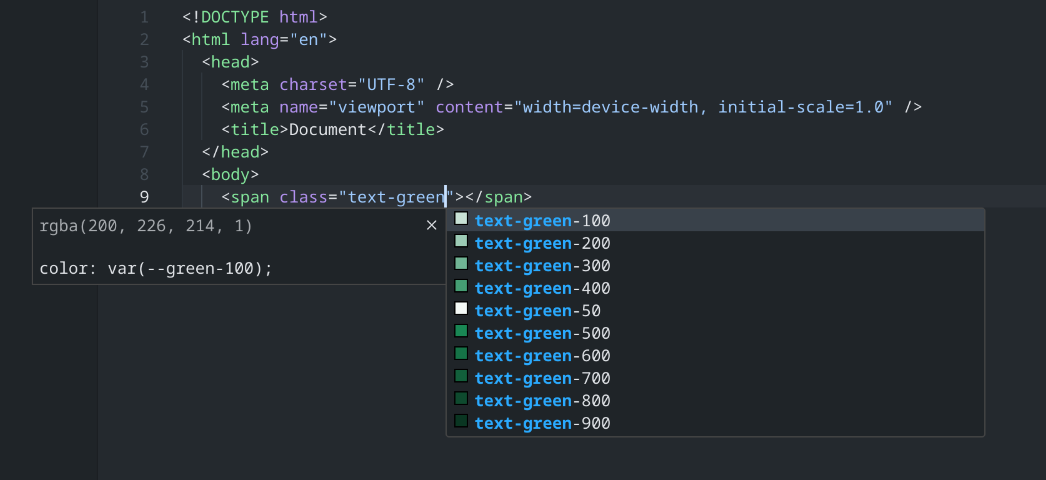 1 <!DOCTYPE html>
2 <html lang="en">
3 <head>
4 <meta charset="UTF-8" />
5 <meta name="viewport" content="width=device-width, initial-scale=1.0" />
6 <title>Document</title>
7 </head>
8 <body>
9 <span class="text-green"></span>
rgba(200, 226, 214, 1) ×
color: var(--green-100);
text-green-100
text-green-200
text-green-300
text-green-400
text-green-50
text-green-500
text-green-600
text-green-700
text-green-800
text-green-900